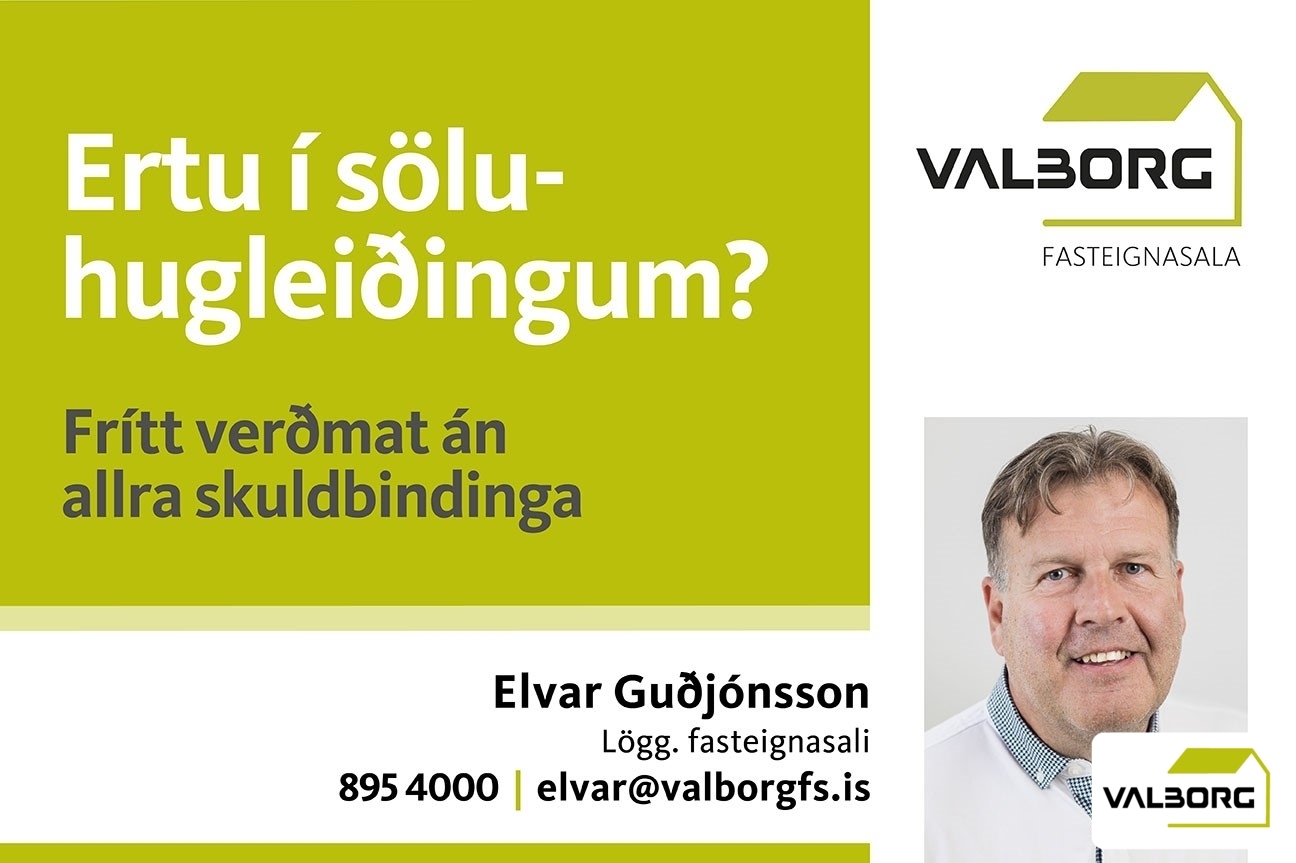 Ertu í sölu-
hugleiðingum?
Frítt verðmat án
allra skuldbindinga
VALBORG
FASTEIGNASALA
Elvar Guðjónsson
Lögg. fasteignasali
895 4000 | elvar@valborgfs.is
VALBORG